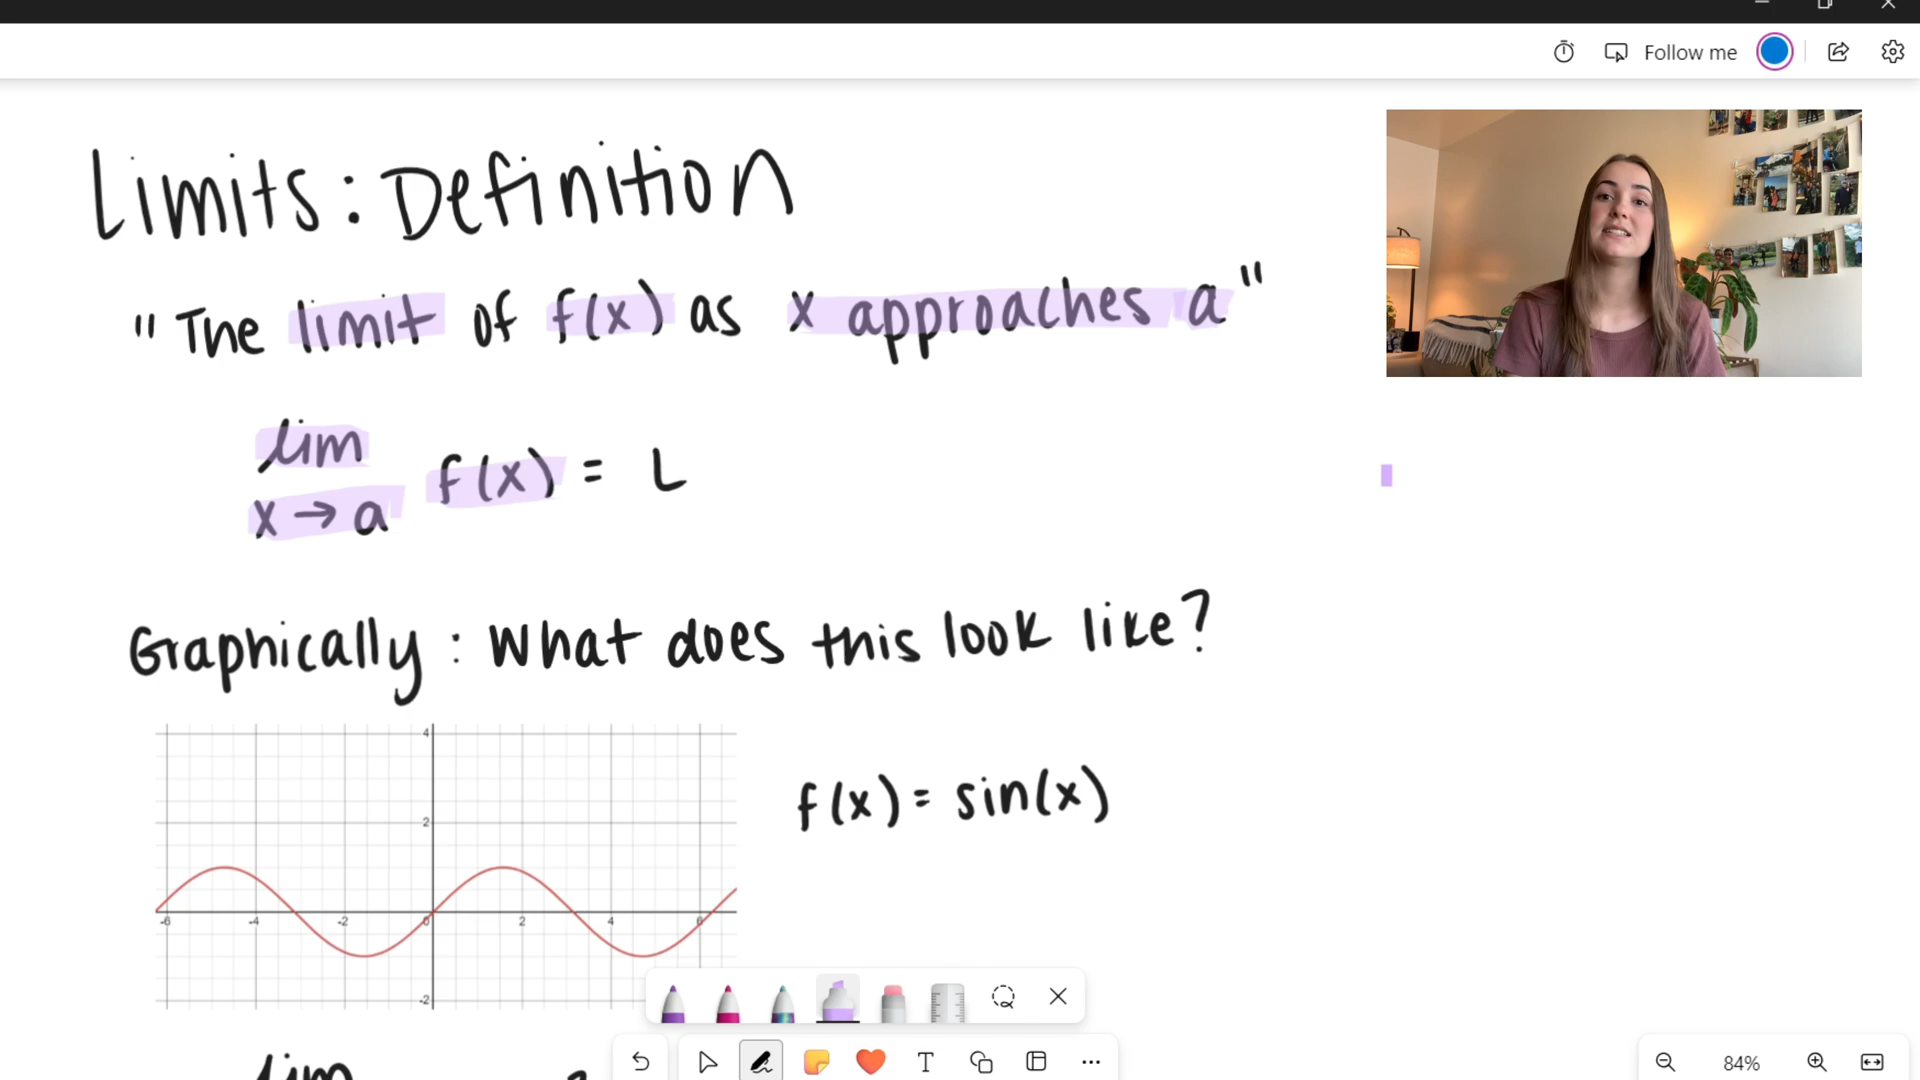 Follow me
Limits: Definition
"The limit of f(x) as x approaches a"
lim f(x) = L
x → a
Graphically: What does this look like?
4
2
-6 -4 -2 0 2 4 6
-2
f(x) = sin(x)
lim
T
84%